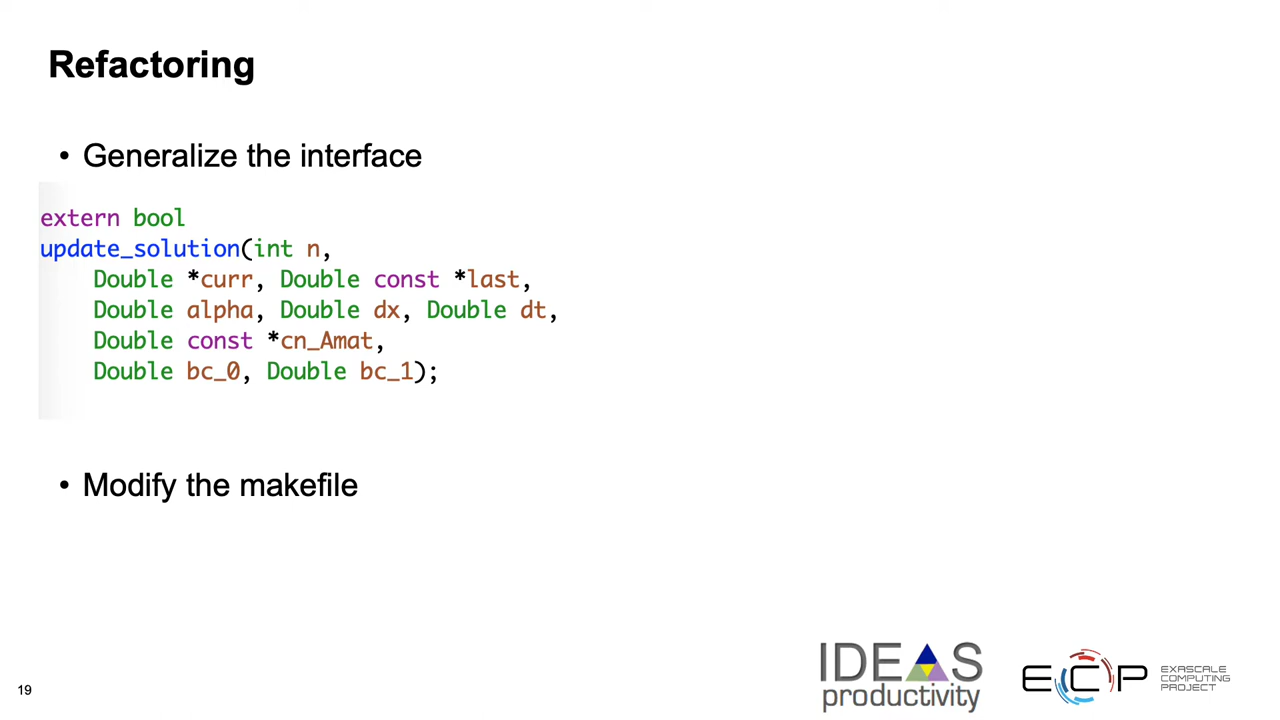 Refactoring
• Generalize the interface
extern bool
update_solution(int n,
    Double *curr, Double const *last,
    Double alpha, Double dx, Double dt,
    Double const *cn_Amat,
    Double bc_0, Double bc_1);
• Modify the makefile
19
IDEAS
productivity
ECP
EXASCALE
COMPUTING
PROJECT